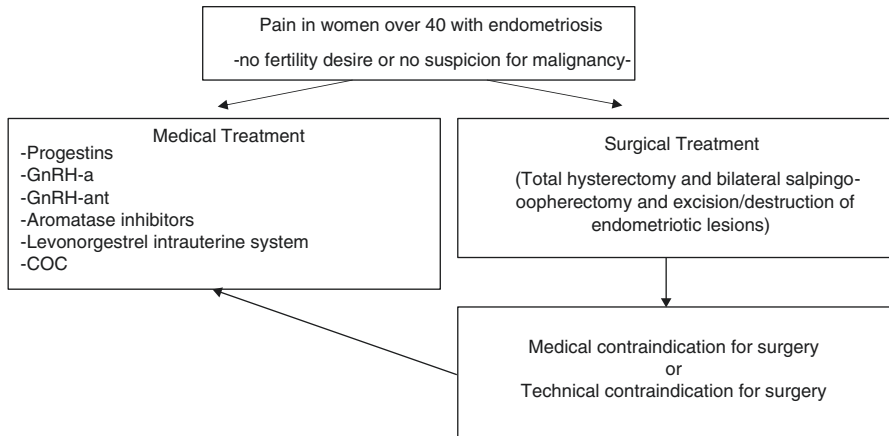 Pain in women over 40 with endometriosis
-no fertility desire or no suspicion for malignancy-
Medical Treatment
-Progestins
-GnRH-a
-GnRH-ant
-Aromatase inhibitors
-Levonorgestrel intrauterine system
-COC
Surgical Treatment
(Total hysterectomy and bilateral salpingo-
oopherectomy and excision/destruction of
endometriotic lesions)
Medical contraindication for surgery
or
Technical contraindication for surgery